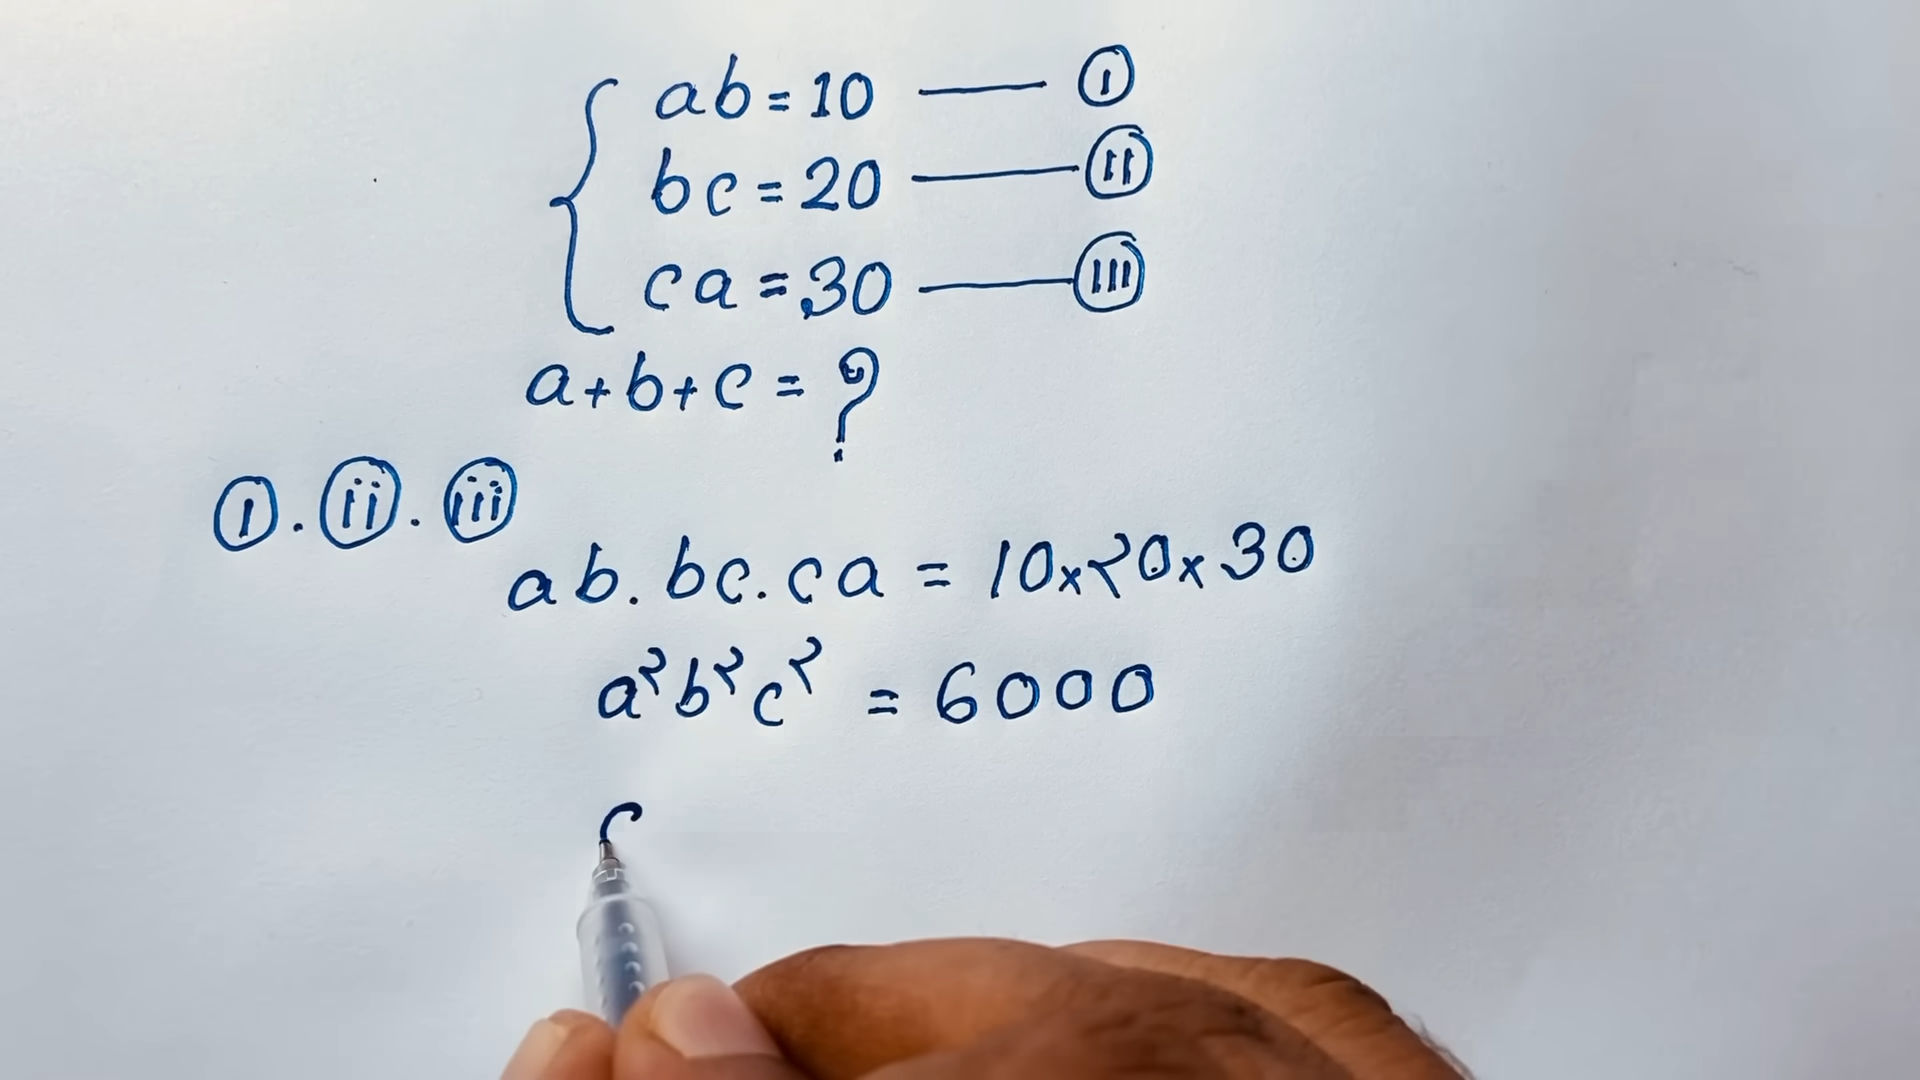 ab = 10 —— I
bc = 20 —— II
ca = 30 —— III
a+b+c = ?
I . ii . iii
ab . bc . ca = 10 x 20 x 30
a²b²c² = 6000